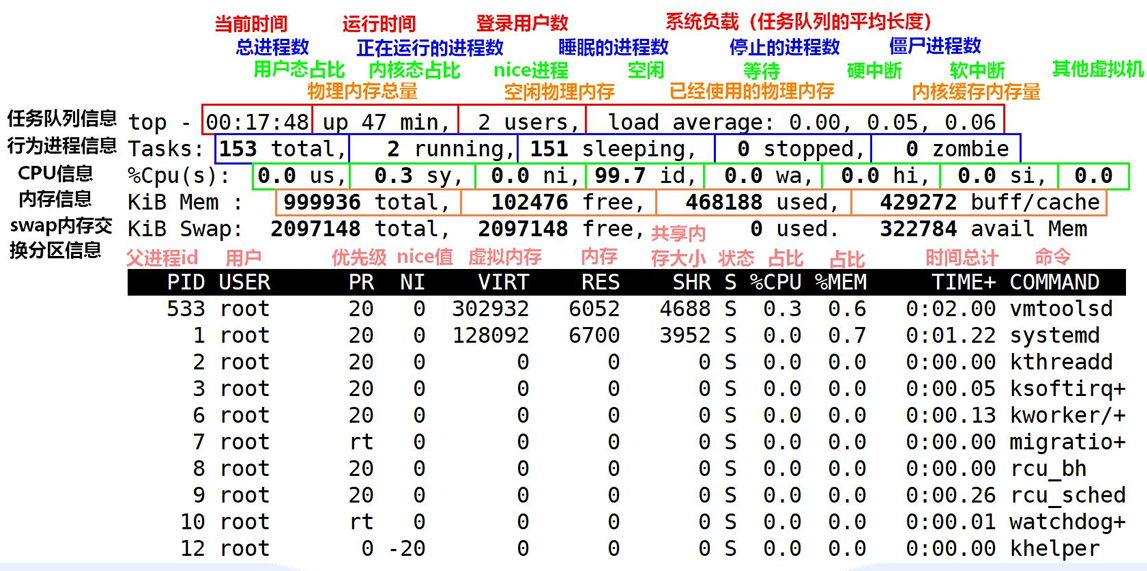 当前时间 运行时间 登录用户数 系统负载（任务队列的平均长度）
总进程数 正在运行的进程数 睡眠的进程数 停止的进程数 僵尸进程数
用户态占比 内核态占比 nice进程 空闲 等待 硬中断 软中断 其他虚拟机
物理内存总量 空闲物理内存 已经使用的物理内存 内核缓存内存量
任务队列信息 top - 00:17:48 up 47 min, 2 users, load average: 0.00, 0.05, 0.06
行为进程信息 Tasks: 153 total, 2 running, 151 sleeping, 0 stopped, 0 zombie
CPU信息 %Cpu(s): 0.0 us, 0.3 sy, 0.0 ni, 99.7 id, 0.0 wa, 0.0 hi, 0.0 si, 0.0
内存信息 KiB Mem : 999936 total, 102476 free, 468188 used, 429272 buff/cache
swap内存交 KiB Swap: 2097148 total, 2097148 free, 0 used. 322784 avail Mem
换分区信息 共享内
父进程id 用户 优先级 nice值 虚拟内存 内存 存大小 状态 占比 占比 时间总计 命令
PID USER PR NI VIRT RES SHR S %CPU %MEM TIME+ COMMAND
533 root 20 0 302932 6052 4688 S 0.3 0.6 0:02.00 vmtoolsd
1 root 20 0 128092 6700 3952 S 0.0 0.7 0:01.22 systemd
2 root 20 0 0 0 0 S 0.0 0.0 0:00.00 kthreadd
3 root 20 0 0 0 0 S 0.0 0.0 0:00.05 ksoftirq+
6 root 20 0 0 0 0 S 0.0 0.0 0:00.13 kworker/+
7 root rt 0 0 0 0 S 0.0 0.0 0:00.00 migratio+
8 root 20 0 0 0 0 S 0.0 0.0 0:00.00 rcu_bh
9 root 20 0 0 0 0 S 0.0 0.0 0:00.26 rcu_sched
10 root rt 0 0 0 0 S 0.0 0.0 0:00.01 watchdog+
12 root 0 -20 0 0 0 S 0.0 0.0 0:00.00 khelper